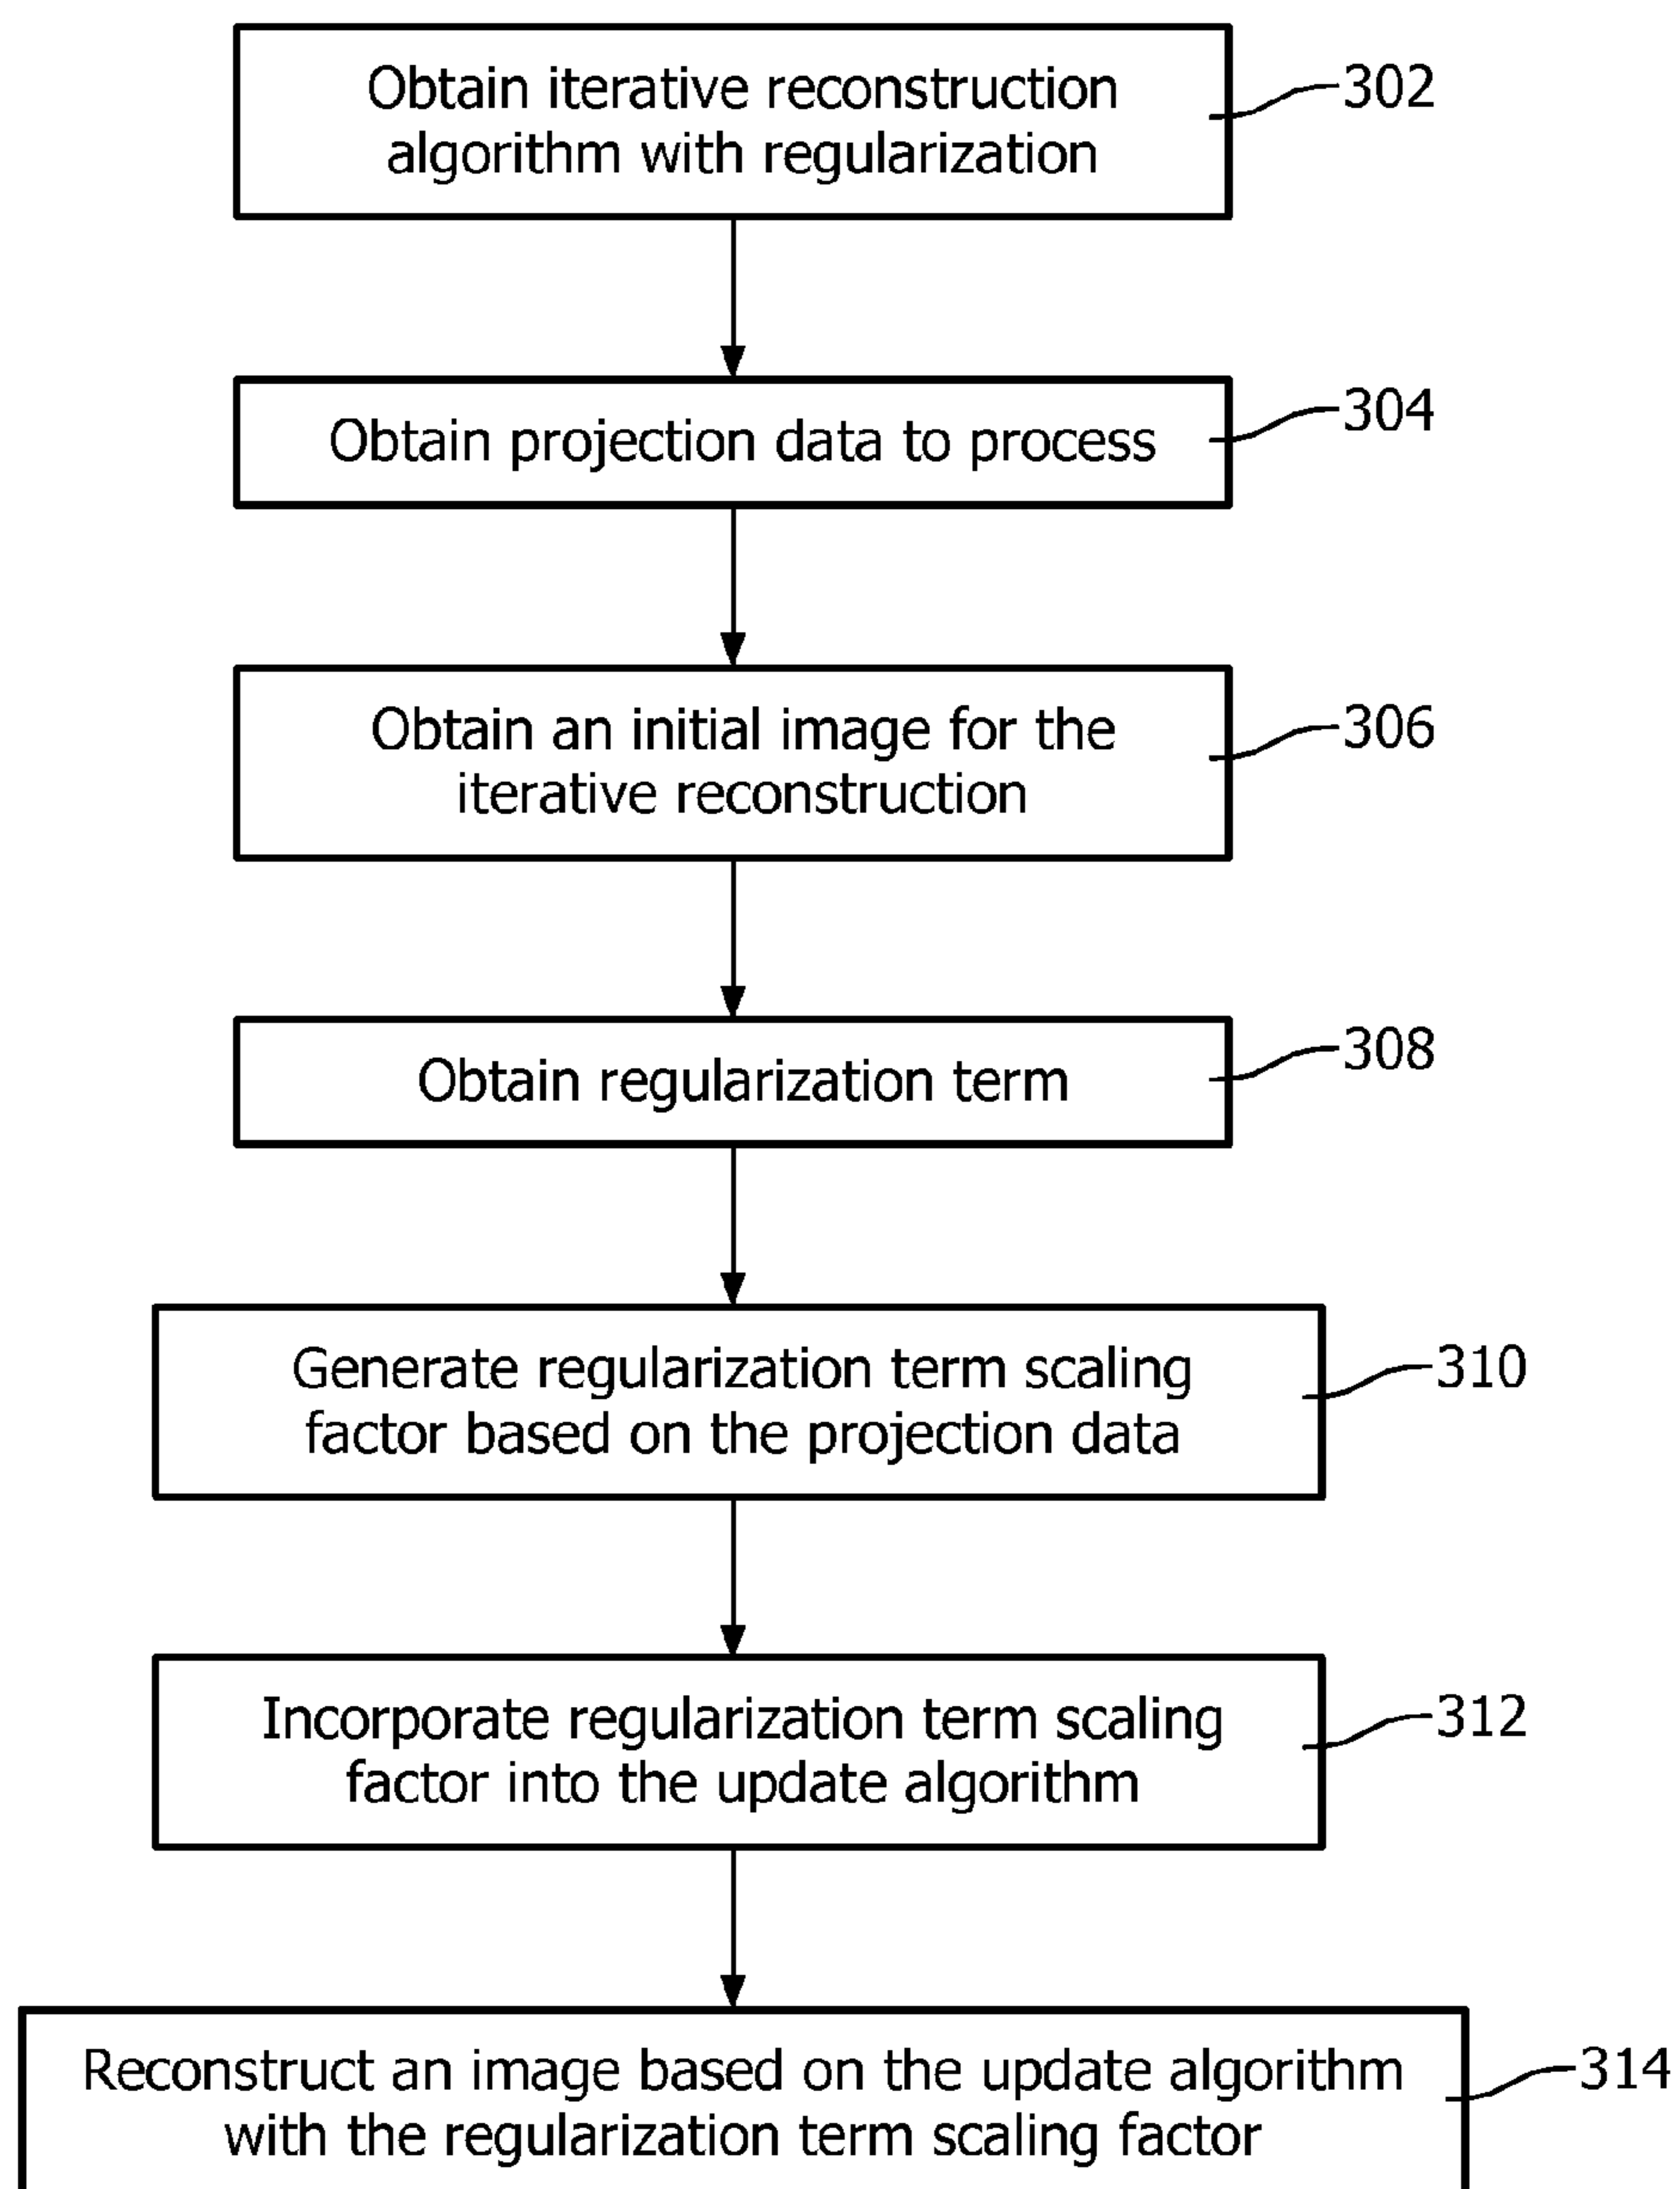 Obtain iterative reconstruction
algorithm with regularization
302
Obtain projection data to process
304
Obtain an initial image for the
iterative reconstruction
306
Obtain regularization term
308
Generate regularization term scaling
factor based on the projection data
310
Incorporate regularization term scaling
factor into the update algorithm
312
Reconstruct an image based on the update algorithm
with the regularization term scaling factor
314